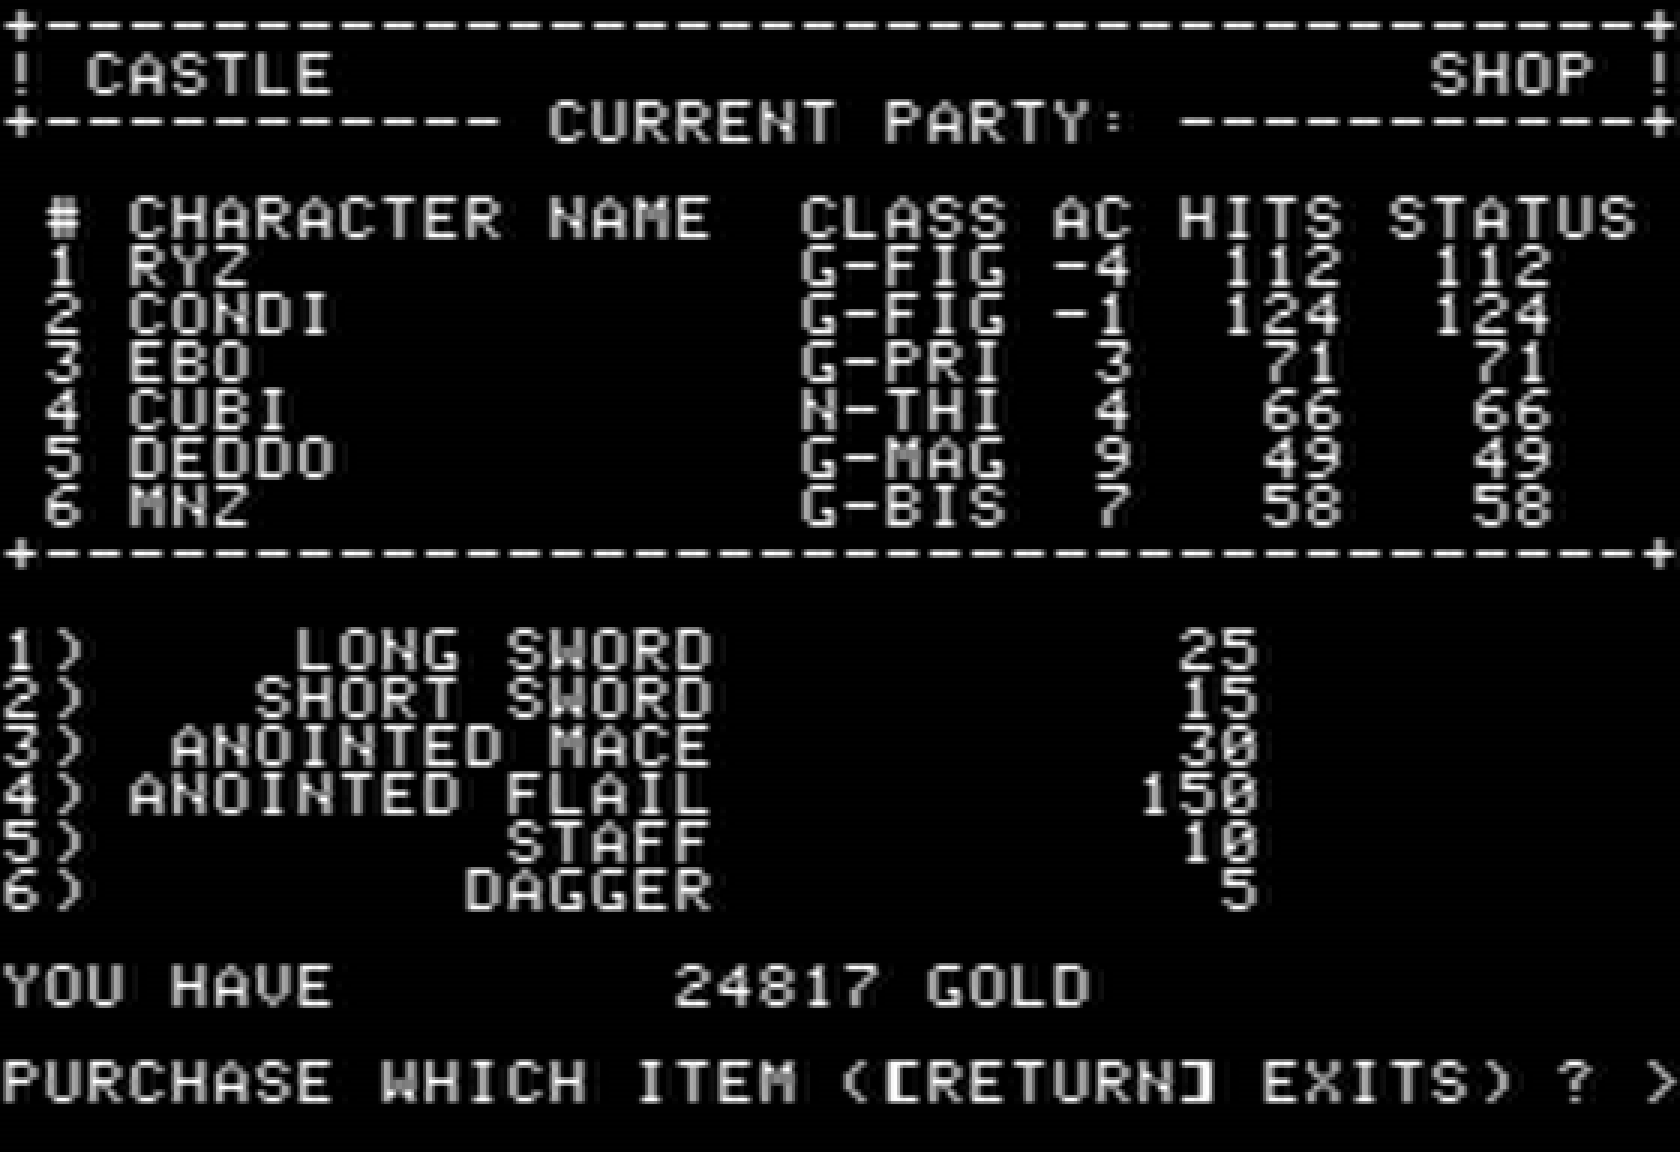 +--------------------------------------+
! CASTLE                          SHOP !
+----------- CURRENT PARTY: -----------+
# CHARACTER NAME  CLASS AC HITS STATUS
1 RYZ             G-FIG -4  112  112
2 CONDI           G-FIG -1  124  124
3 EBO             G-PRI  3   71   71
4 CUBI            N-THI  4   66   66
5 DEDDO           G-MAG  9   49   49
6 MNZ             G-BIS  7   58   58
+--------------------------------------+
1)     LONG SWORD           25
2)    SHORT SWORD           15
3)  ANOINTED MACE           30
4) ANOINTED FLAIL          150
5)          STAFF           10
6)         DAGGER            5
YOU HAVE        24817 GOLD
PURCHASE WHICH ITEM ([RETURN] EXITS) ? >